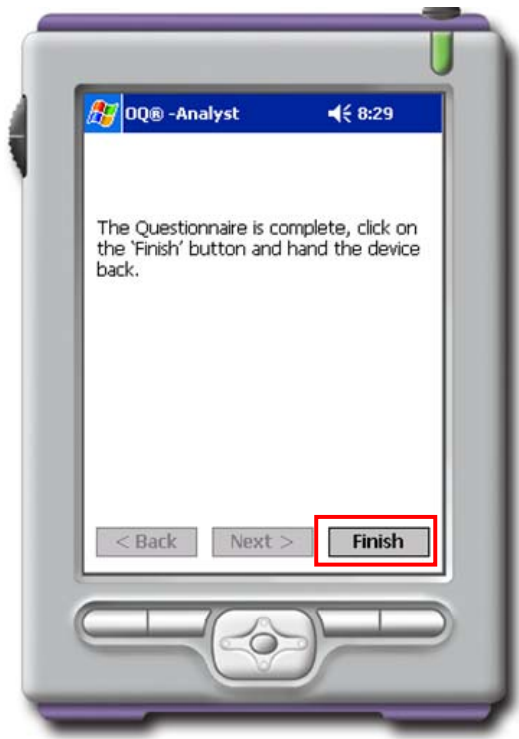 OQ® -Analyst 8:29
The Questionnaire is complete, click on
the 'Finish' button and hand the device
back.
< Back Next > Finish